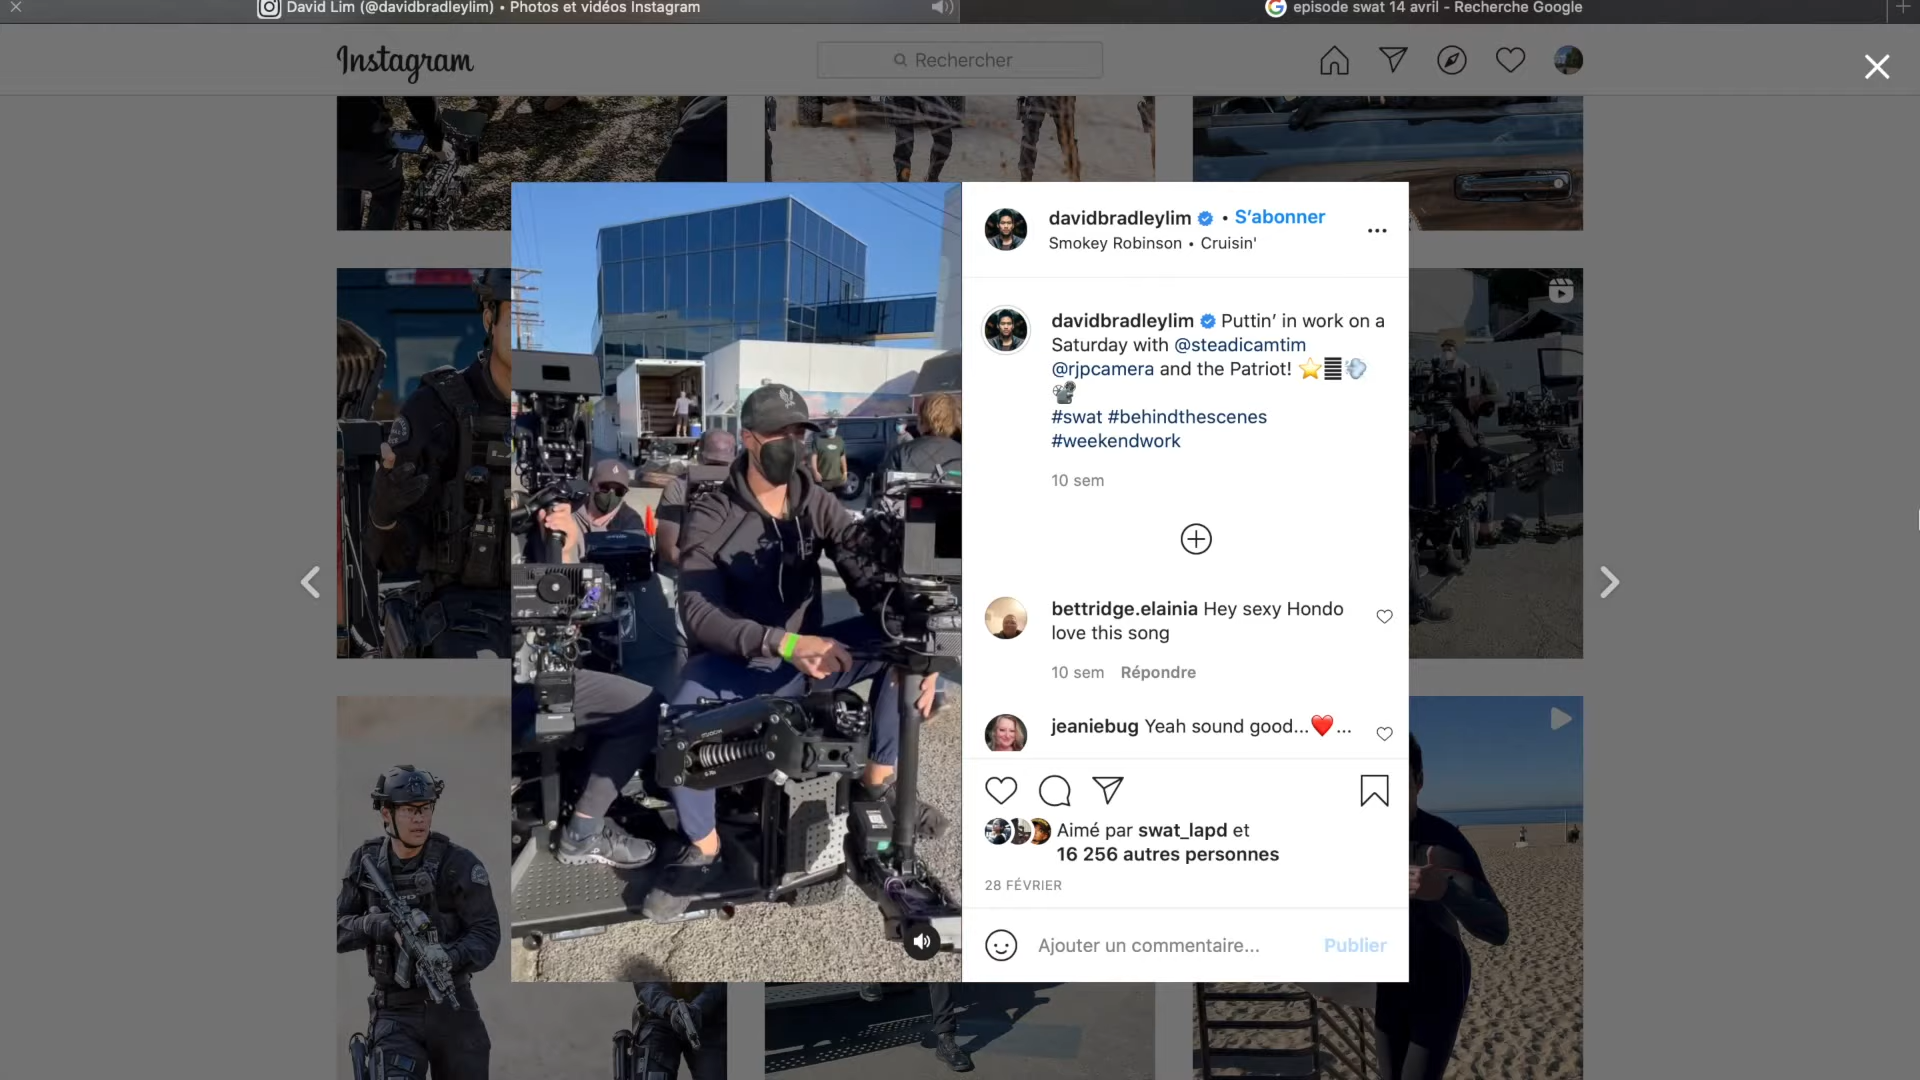 David Lim (@davidbradleylim) • Photos et vidéos Instagram
episode swat 14 avril - Recherche Google
Instagram
Rechercher
davidbradleylim • S'abonner
Smokey Robinson • Cruisin'
davidbradleylim Puttin’ in work on a
Saturday with @steadicamtim
@rjpcamera and the Patriot! ⭐
#swat #behindthescenes
#weekendwork
10 sem
bettridge.elainia Hey sexy Hondo
love this song
10 sem Répondre
jeaniebug Yeah sound good...❤️...
Aimé par swat_lapd et
16 256 autres personnes
28 FÉVRIER
Ajouter un commentaire...
Publier